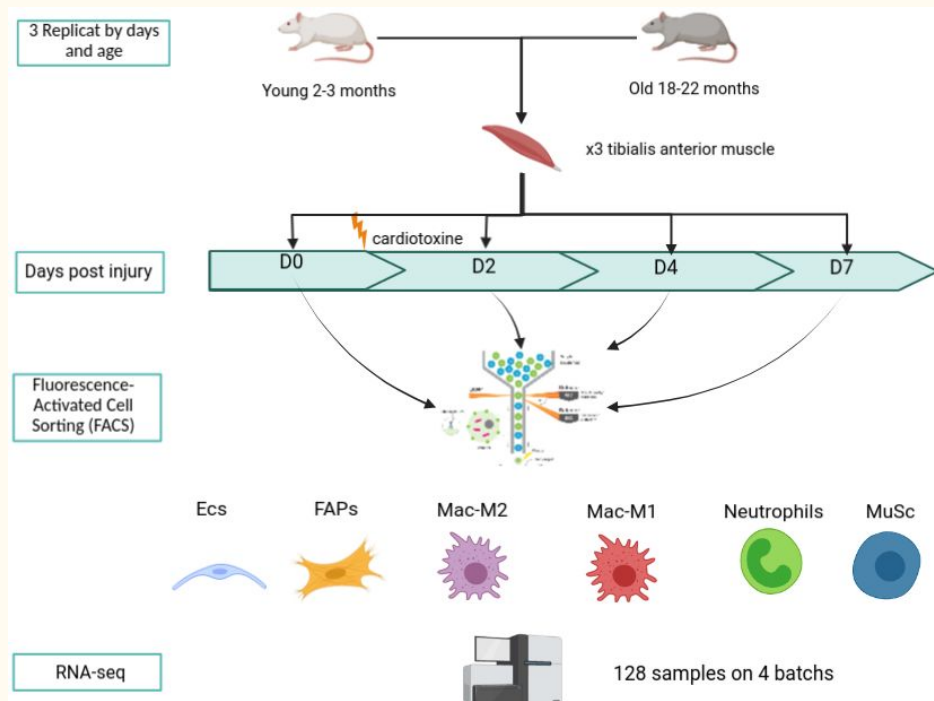 3 Replicat by days
and age
Young 2-3 months
Old 18-22 months
x3 tibialis anterior muscle
cardiotoxine
Days post injury
D0
D2
D4
D7
Fluorescence-
Activated Cell
Sorting (FACS)
Ecs
FAPs
Mac-M2
Mac-M1
Neutrophils
MuSc
RNA-seq
128 samples on 4 batchs